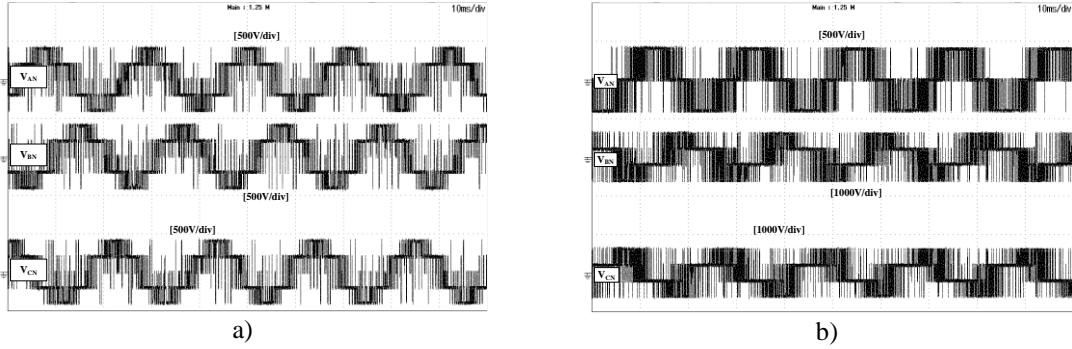 Main : 1.25 M
10ms/div
[500V/div]
VAN
VBN
[500V/div]
[500V/div]
VCN
a)
Main : 1.25 M
10ms/div
[500V/div]
VAN
VBN
[1000V/div]
[1000V/div]
VCN
b)